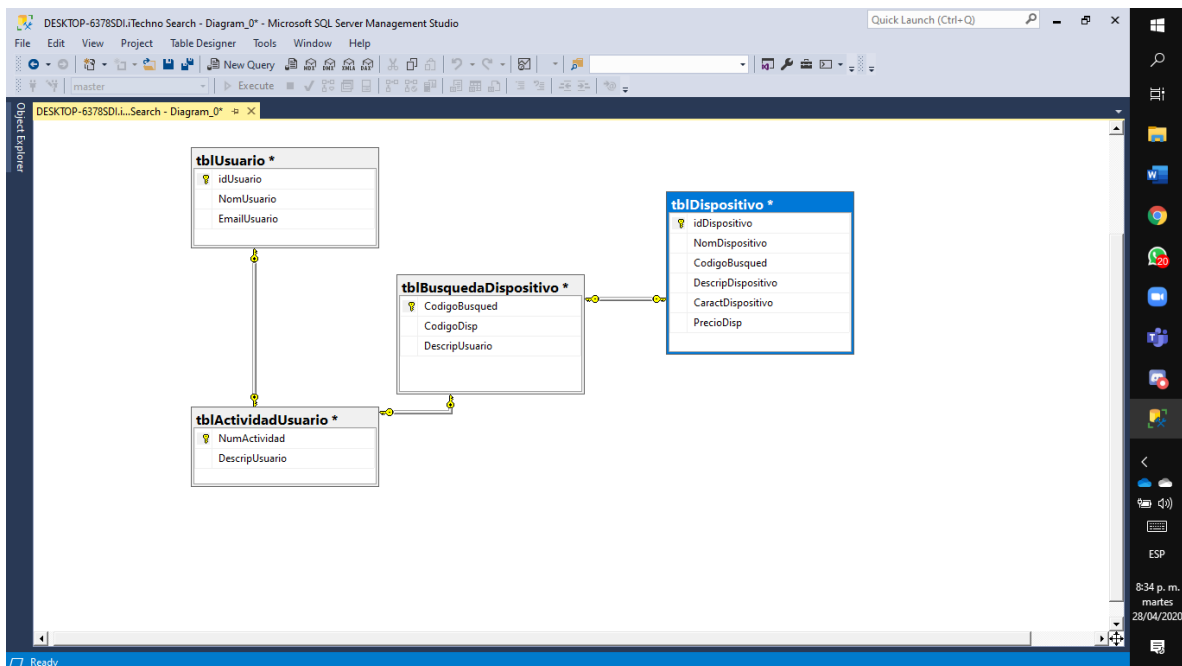 DESKTOP-6378SDI.iTechno Search - Diagram_0* - Microsoft SQL Server Management Studio
Quick Launch (Ctrl+Q)
File Edit View Project Table Designer Tools Window Help
New Query
master
Execute
Object Explorer
DESKTOP-6378SDI.i...Search - Diagram_0*
tblUsuario *
idUsuario
NomUsuario
EmailUsuario
tblDispositivo *
idDispositivo
NomDispositivo
CodigoBusqued
DescripDispositivo
CaractDispositivo
PrecioDisp
tblBusquedaDispositivo *
CodigoBusqued
CodigoDisp
DescripUsuario
tblActividadUsuario *
NumActividad
DescripUsuario
20
ESP
8:34 p. m.
martes
28/04/2020
Ready